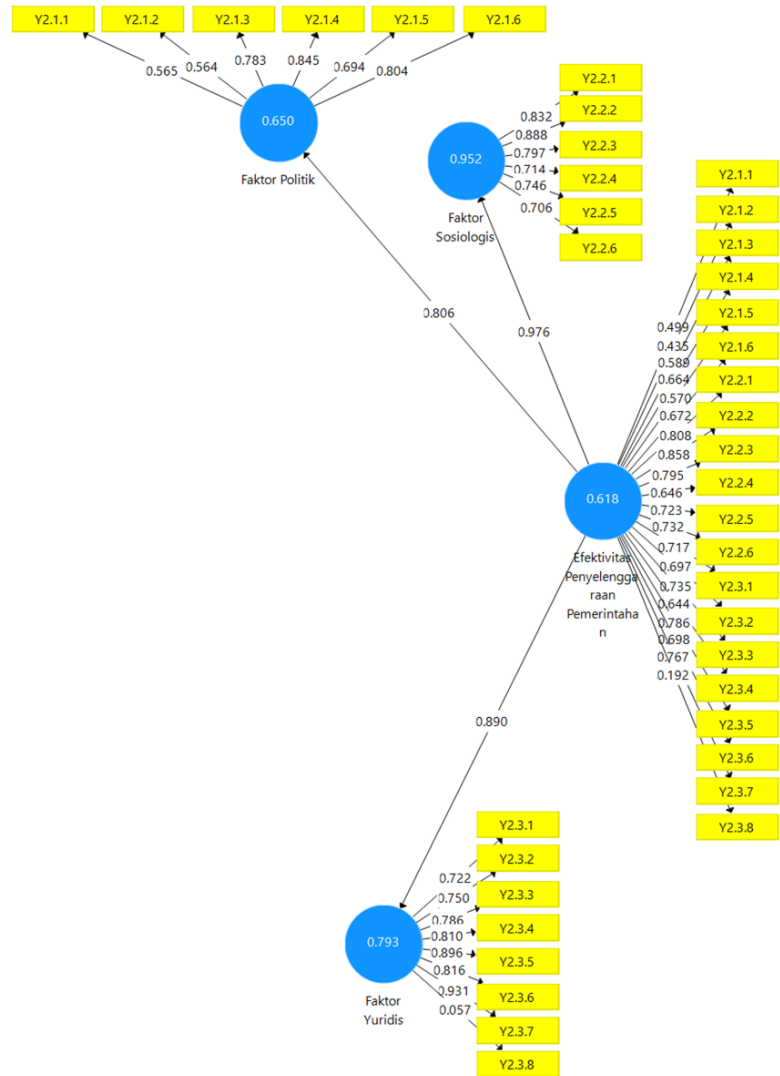 Y2.1.1 Y2.1.2 Y2.1.3 Y2.1.4 Y2.1.5 Y2.1.6
0.565 0.564 0.783 0.845 0.694 0.804
0.650
Faktor Politik
Y2.2.1
Y2.2.2
Y2.2.3
Y2.2.4
Y2.2.5
Y2.2.6
0.832
0.888
0.797
0.714
0.746
0.706
0.952
Faktor
Sosiologis
0.806
0.976
Y2.1.1
Y2.1.2
Y2.1.3
Y2.1.4
Y2.1.5
Y2.1.6
Y2.2.1
Y2.2.2
Y2.2.3
Y2.2.4
Y2.2.5
Y2.2.6
Y2.3.1
Y2.3.2
Y2.3.3
Y2.3.4
Y2.3.5
Y2.3.6
Y2.3.7
Y2.3.8
0.499
0.435
0.589
0.664
0.570
0.672
0.808
0.858
0.795
0.646
0.723
0.732
0.717
0.697
0.735
0.644
0.786
0.698
0.767
0.192
0.618
Efektivitas
Penyelengga
raan
Pemerintaha
n
0.890
Y2.3.1
Y2.3.2
Y2.3.3
Y2.3.4
Y2.3.5
Y2.3.6
Y2.3.7
Y2.3.8
0.722
0.750
0.786
0.810
0.896
0.816
0.931
0.057
0.793
Faktor
Yuridis